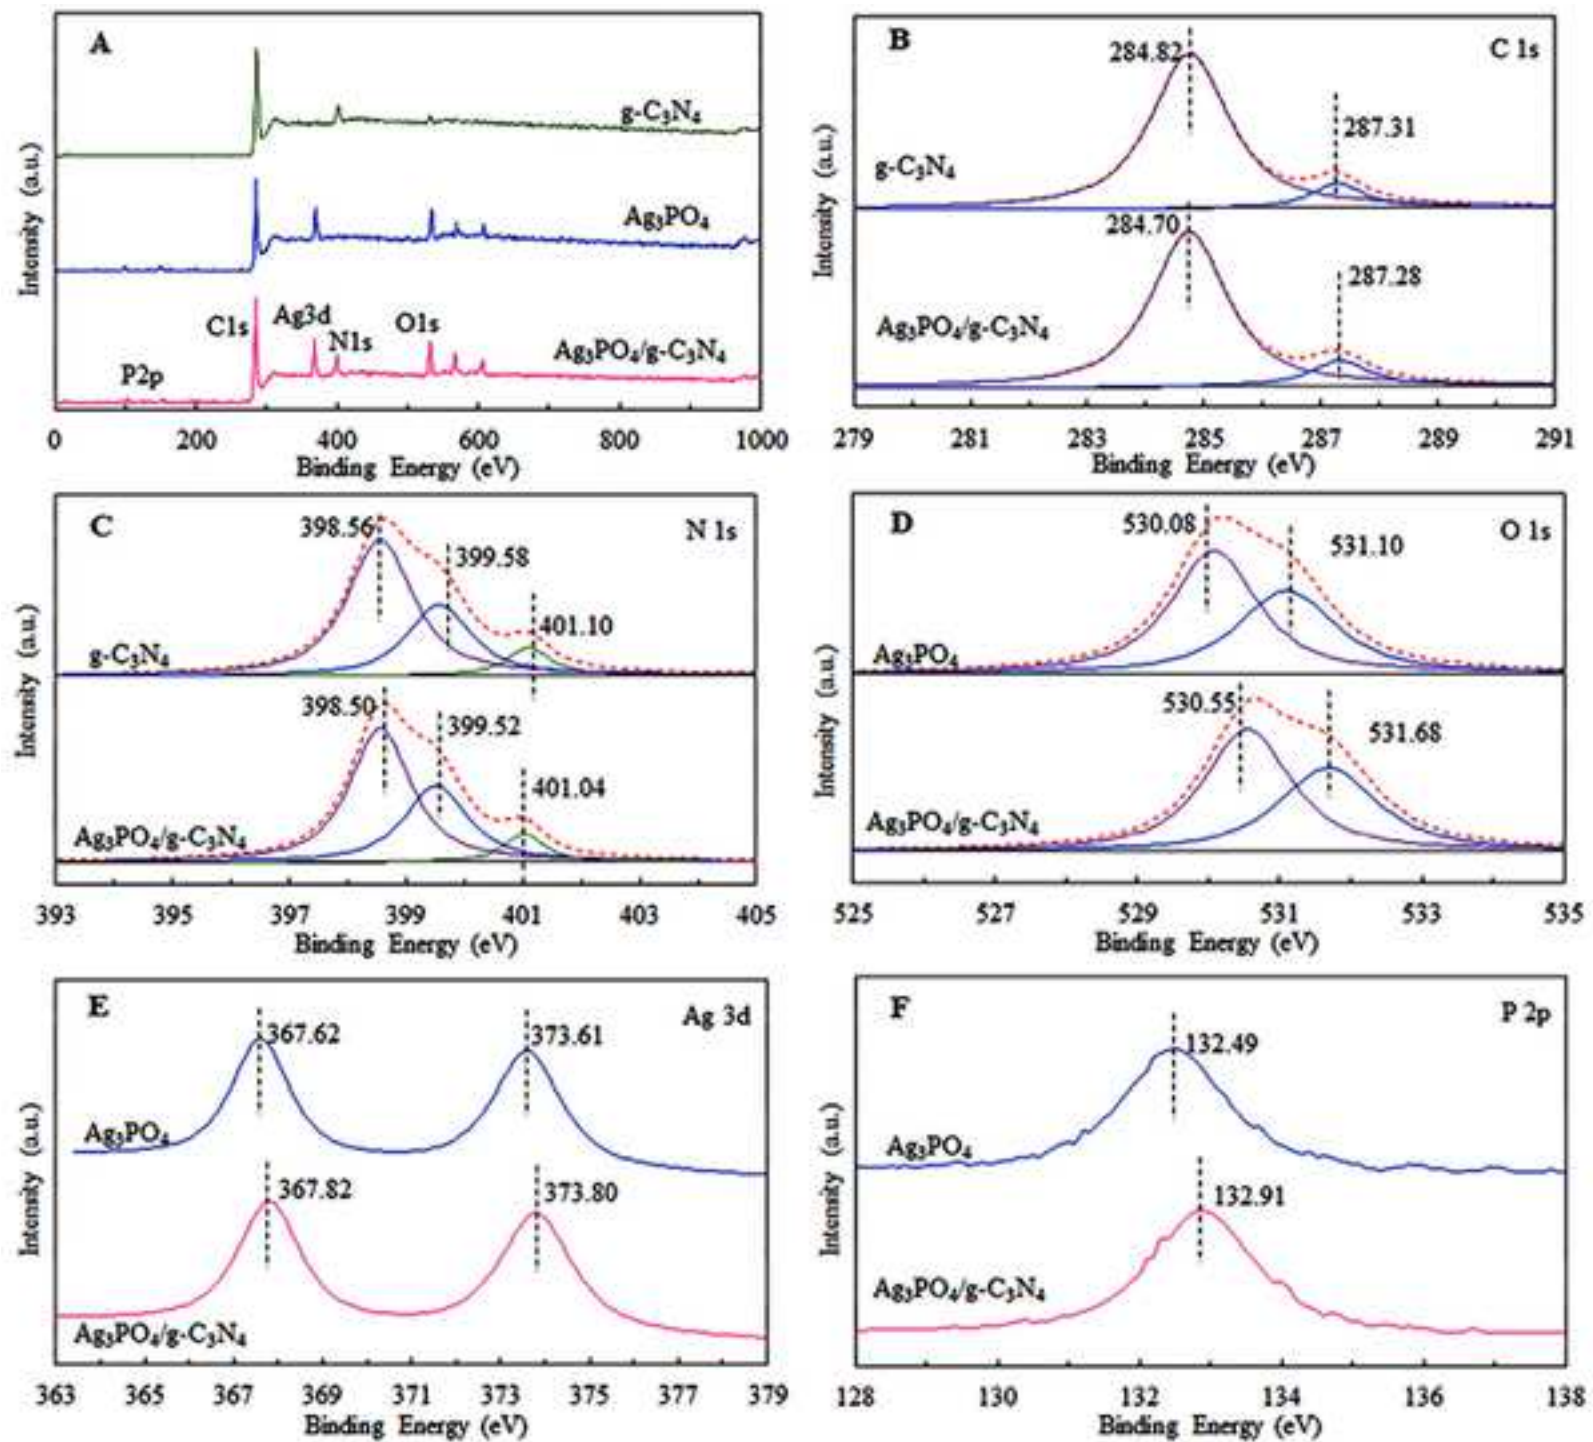 A
g-C₃N₄
Ag₃PO₄
C1s
Ag3d
N1s
O1s
P2p
Ag₃PO₄/g-C₃N₄
Intensity (a.u.)
0 200 400 600 800 1000
Binding Energy (eV)
B
C 1s
284.82
287.31
g-C₃N₄
284.70
287.28
Ag₃PO₄/g-C₃N₄
Intensity (a.u.)
279 281 283 285 287 289 291
Binding Energy (eV)
C
N 1s
398.56
399.58
401.10
g-C₃N₄
398.50
399.52
401.04
Ag₃PO₄/g-C₃N₄
Intensity (a.u.)
393 395 397 399 401 403 405
Binding Energy (eV)
D
O 1s
530.08
531.10
Ag₃PO₄
530.55
531.68
Ag₃PO₄/g-C₃N₄
Intensity (a.u.)
525 527 529 531 533 535
Binding Energy (eV)
E
Ag 3d
367.62
373.61
Ag₃PO₄
367.82
373.80
Ag₃PO₄/g-C₃N₄
Intensity (a.u.)
363 365 367 369 371 373 375 377 379
Binding Energy (eV)
F
P 2p
132.49
Ag₃PO₄
132.91
Ag₃PO₄/g-C₃N₄
Intensity (a.u.)
128 130 132 134 136 138
Binding Energy (eV)